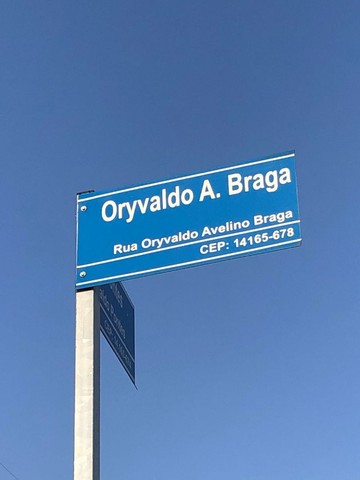 Oryvaldo A. Braga
Rua Oryvaldo Avelino Braga
CEP: 14165-678